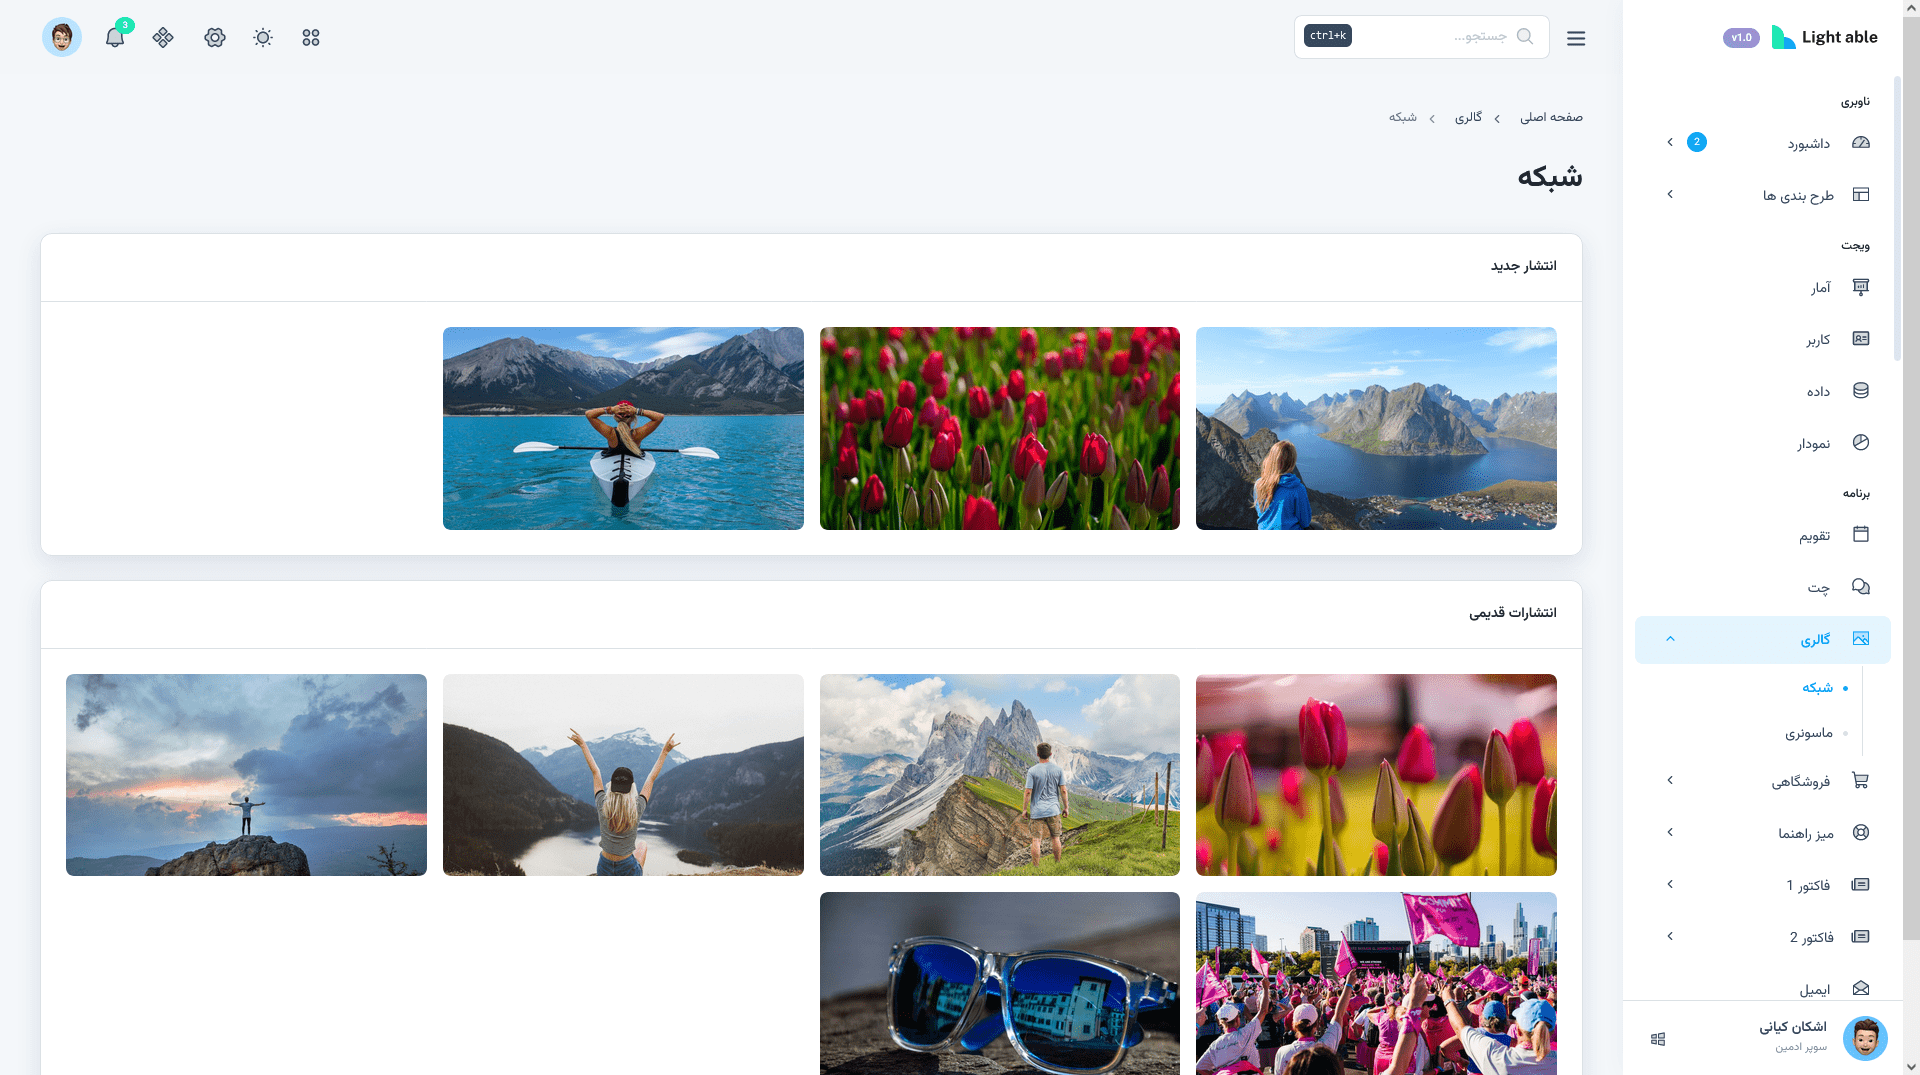 Light able
v1.0
ناوبری
داشبورد
2
طرح بندی ها
ویجت
آمار
کاربر
داده
نمودار
برنامه
تقویم
چت
گالری
شبکه
ماسونری
فروشگاهی
میز راهنما
فاکتور 1
فاکتور 2
ایمیل
اشکان کیانی
سوپر ادمین
جستجو...
ctrl+k
3
صفحه اصلی
گالری
شبکه
شبکه
انتشار جدید
انتشارات قدیمی
COMMIT